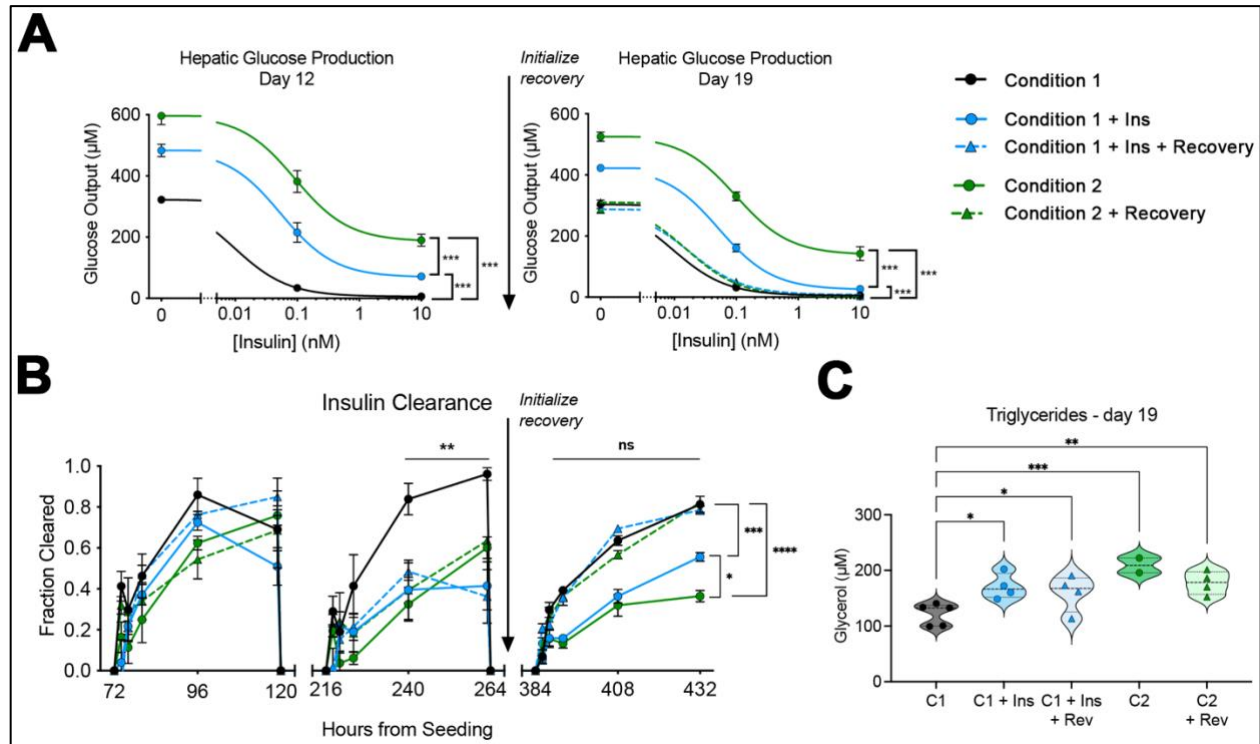 A
Hepatic Glucose Production
Day 12
Glucose Output (µM)
600
400
200
0
0
0.01
0.1
1
10
[Insulin] (nM)
***
***
***
Initialize
recovery
Hepatic Glucose Production
Day 19
Glucose Output (µM)
600
400
200
0
0
0.01
0.1
1
10
[Insulin] (nM)
***
***
***
Condition 1
Condition 1 + Ins
Condition 1 + Ins + Recovery
Condition 2
Condition 2 + Recovery
B
Insulin Clearance
Initialize
recovery
Fraction Cleared
1.0
0.8
0.6
0.4
0.2
0.0
72
96
120
216
240
264
384
408
432
**
ns
***
****
*
Hours from Seeding
C
Triglycerides - day 19
Glycerol (µM)
300
200
100
0
**
***
*
*
C1
C1 + Ins
C1 + Ins
+ Rev
C2
C2
+ Rev